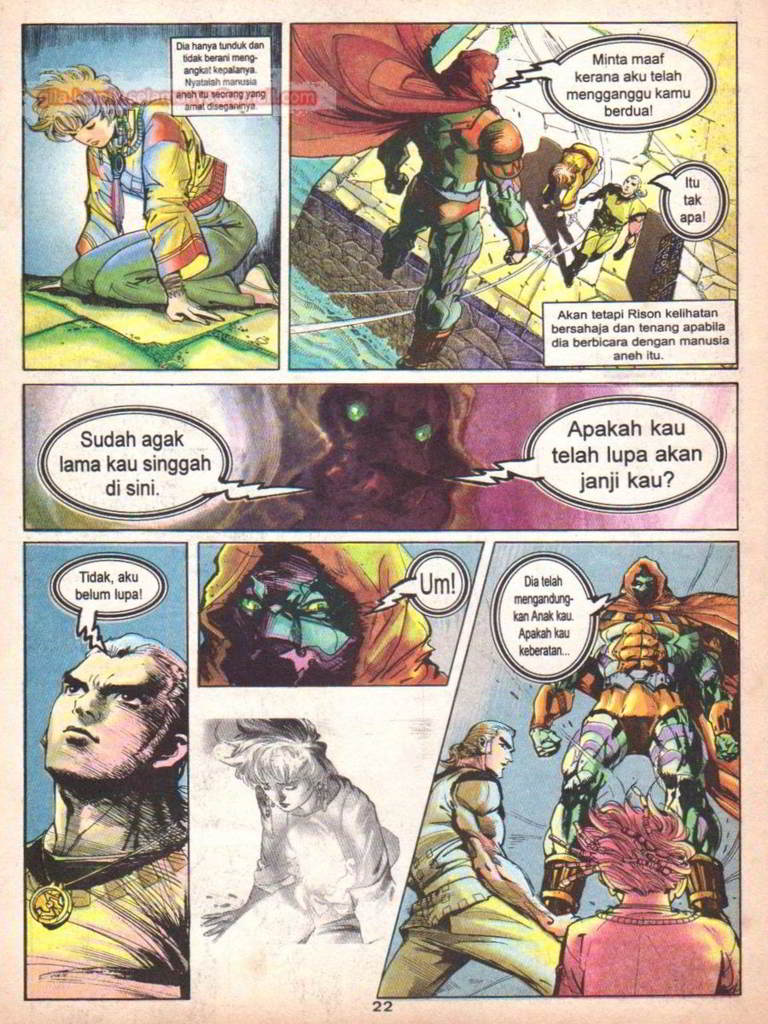 Dia hanya tunduk dan
tidak berani meng-
angkat kepalanya.
Nyatalah manusia
aneh itu seorang yang
amat diseganinya.
Minta maaf
kerana aku telah
mengganggu kamu
berdua!
Itu
tak
apa!
Akan tetapi Rison kelihatan
bersahaja dan tenang apabila
dia berbicara dengan manusia
aneh itu.
Sudah agak
lama kau singgah
di sini.
Apakah kau
telah lupa akan
janji kau?
Tidak, aku
belum lupa!
Um!
Dia telah
mengandung-
kan Anak kau.
Apakah kau
keberatan...
22